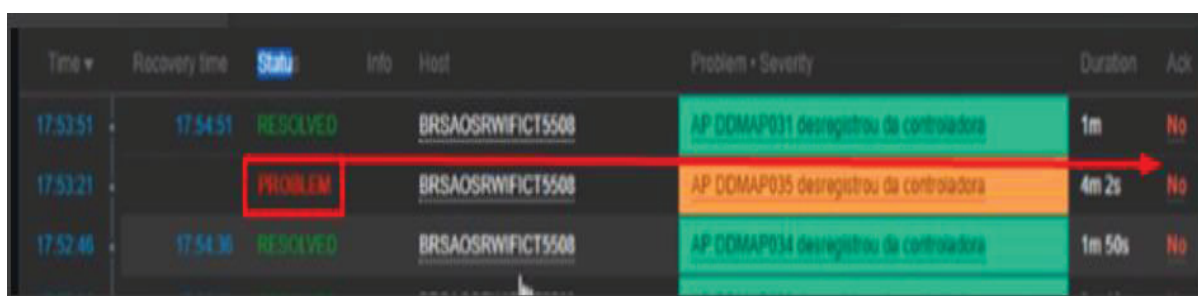 Time ▾ Recovery time Status Info Host Problem • Severity Duration Ack
17:53:51 17:54:51 RESOLVED BRSAOSRWIFICT5508 AP DDMAP031 desregistrou da controladora 1m No
17:53:21 PROBLEM BRSAOSRWIFICT5508 AP DDMAP035 desregistrou da controladora 4m 2s No
17:52:46 17:54:36 RESOLVED BRSAOSRWIFICT5508 AP DDMAP034 desregistrou da controladora 1m 50s No